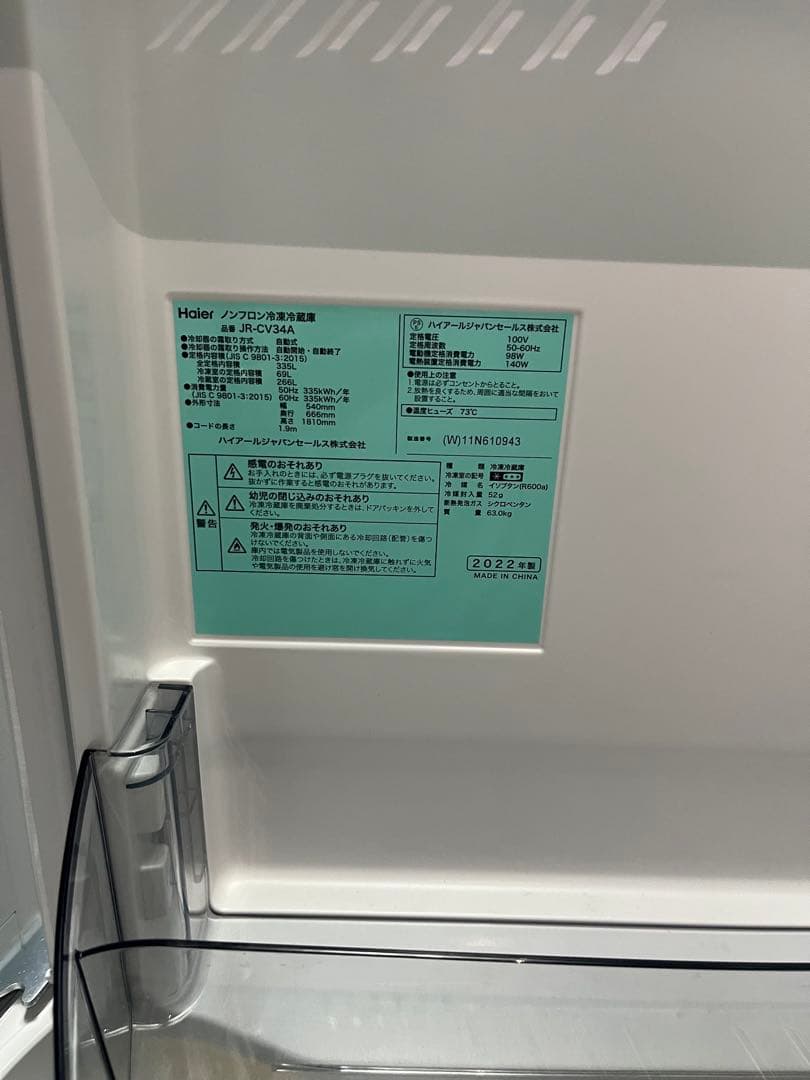 Haier ノンフロン冷凍冷蔵庫
品番 JR-CV34A
●冷却器の霜取り方式 自動式
●冷却器の霜取り操作方法 自動開始・自動終了
●定格内容積(JIS C 9801-3:2015)
全定格内容積 335L
冷凍室の定格内容積 69L
冷蔵室の定格内容積 266L
●消費電力量 50Hz 335kWh/年
(JIS C 9801-3:2015) 60Hz 335kWh/年
●外形寸法 幅 540mm
奥行 666mm
高さ 1810mm
●コードの長さ 1.9m
ハイアールジャパンセールス株式会社
ハイアールジャパンセールス株式会社
定格電圧 100V
定格周波数 50-60Hz
電動機定格消費電力 98W
電熱装置定格消費電力 140W
●使用上の注意
1.電源は必ずコンセントからとること。
2.放熱を良くするため、周囲に適当な間隔をおいて
設置すること。
●温度ヒューズ 73℃
製造番号 (W)11N610943
警告
感電のおそれあり
お手入れのときには、必ず電源プラグを抜いてください。
抜かずに作業すると感電のおそれがあります。
幼児の閉じ込みのおそれあり
冷凍冷蔵庫を廃棄処分するときは、ドアパッキンを外して
ください。
発火・爆発のおそれあり
冷凍冷蔵庫の背面や側面にある冷却回路(配管)を傷つ
けないでください。
庫内では電気製品を使用しないでください。
冷却回路を傷つけたときは、冷凍冷蔵庫に触れずに火気
や電気製品の使用を避け窓を開け換気してください。
種類 冷凍冷蔵庫
冷凍室の記号
冷媒名 イソブタン(R600a)
冷媒封入量 52g
断熱発泡ガス シクロペンタン
質量 63.0kg
2022年製
MADE IN CHINA